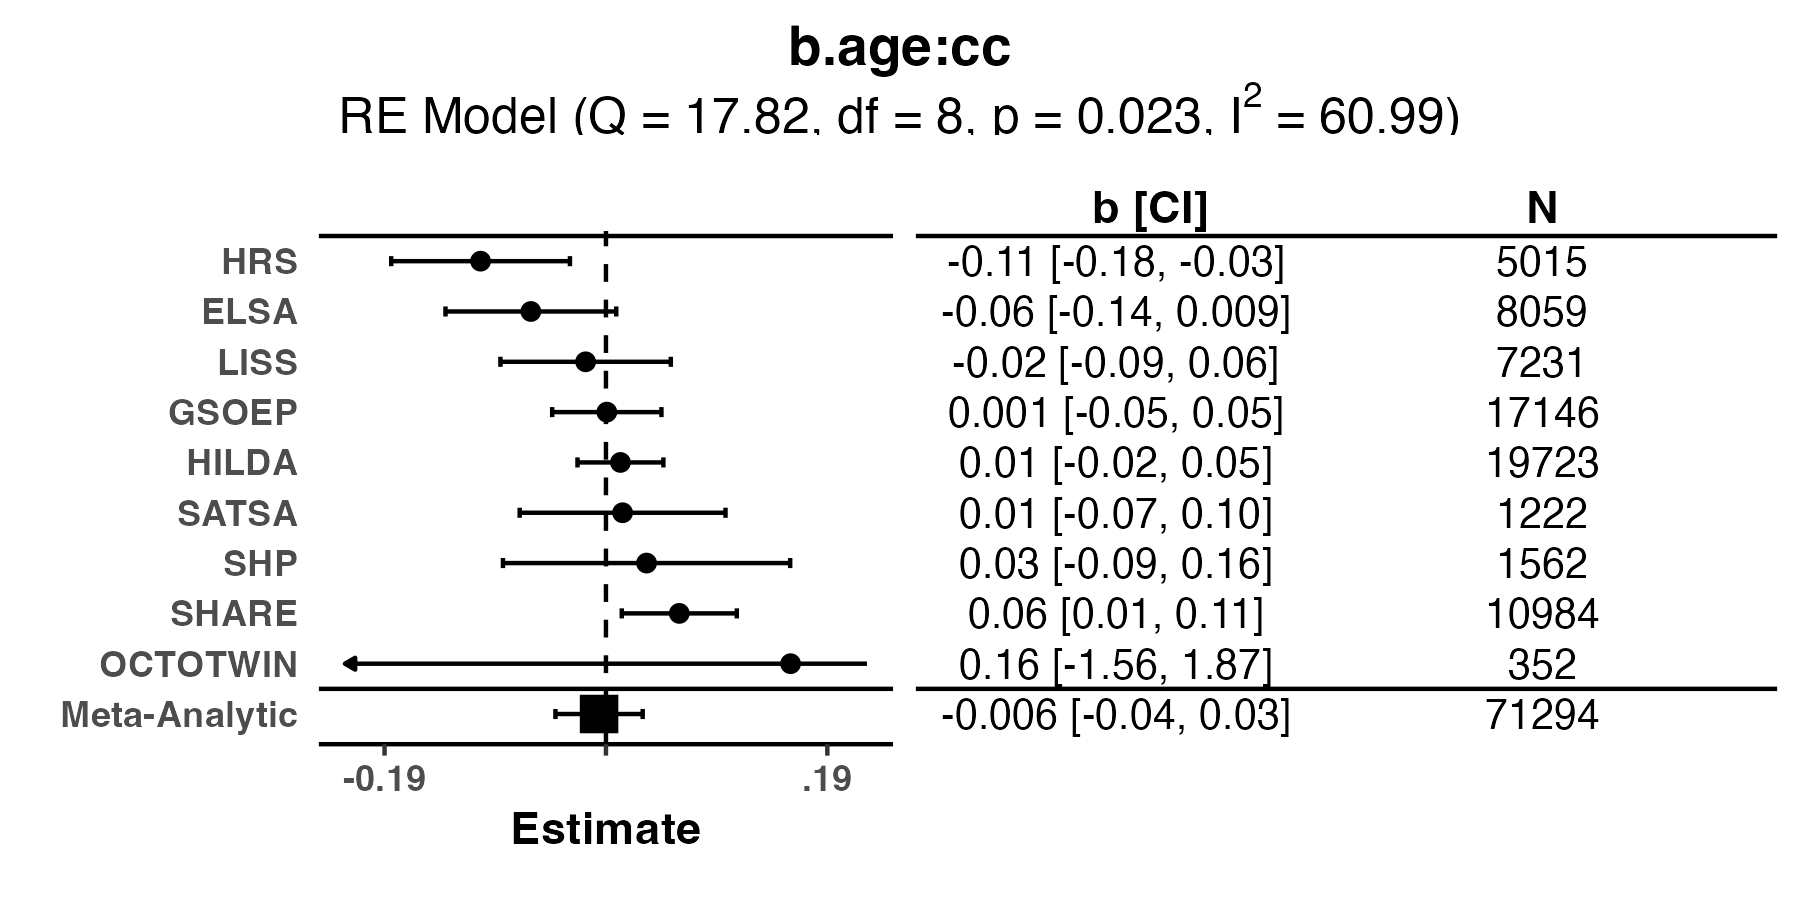 b.age:cc
RE Model (Q = 17.82, df = 8, p = 0.023, I² = 60.99)
b [CI] N
HRS -0.11 [-0.18, -0.03] 5015
ELSA -0.06 [-0.14, 0.009] 8059
LISS -0.02 [-0.09, 0.06] 7231
GSOEP 0.001 [-0.05, 0.05] 17146
HILDA 0.01 [-0.02, 0.05] 19723
SATSA 0.01 [-0.07, 0.10] 1222
SHP 0.03 [-0.09, 0.16] 1562
SHARE 0.06 [0.01, 0.11] 10984
OCTOTWIN 0.16 [-1.56, 1.87] 352
Meta-Analytic -0.006 [-0.04, 0.03] 71294
-0.19 .19
Estimate